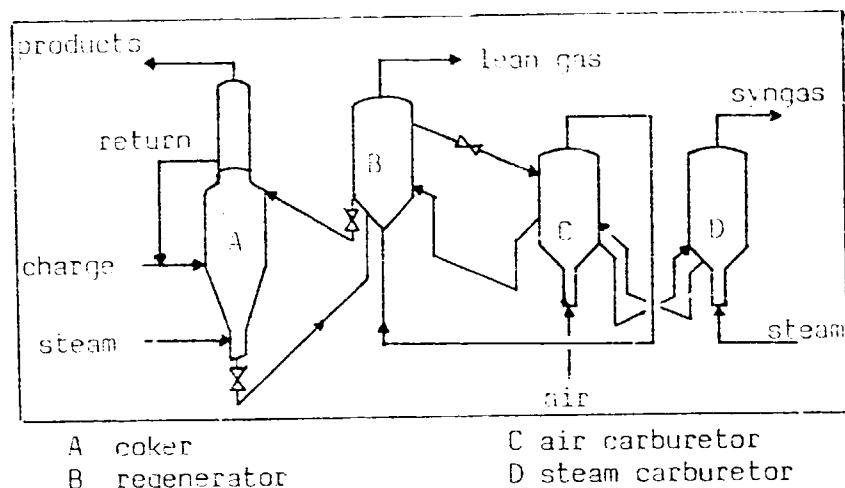 products
lean gas
syngas
return
B
A
C
D
charge
steam
steam
air
A coker
C air carburetor
B regenerator
D steam carburetor